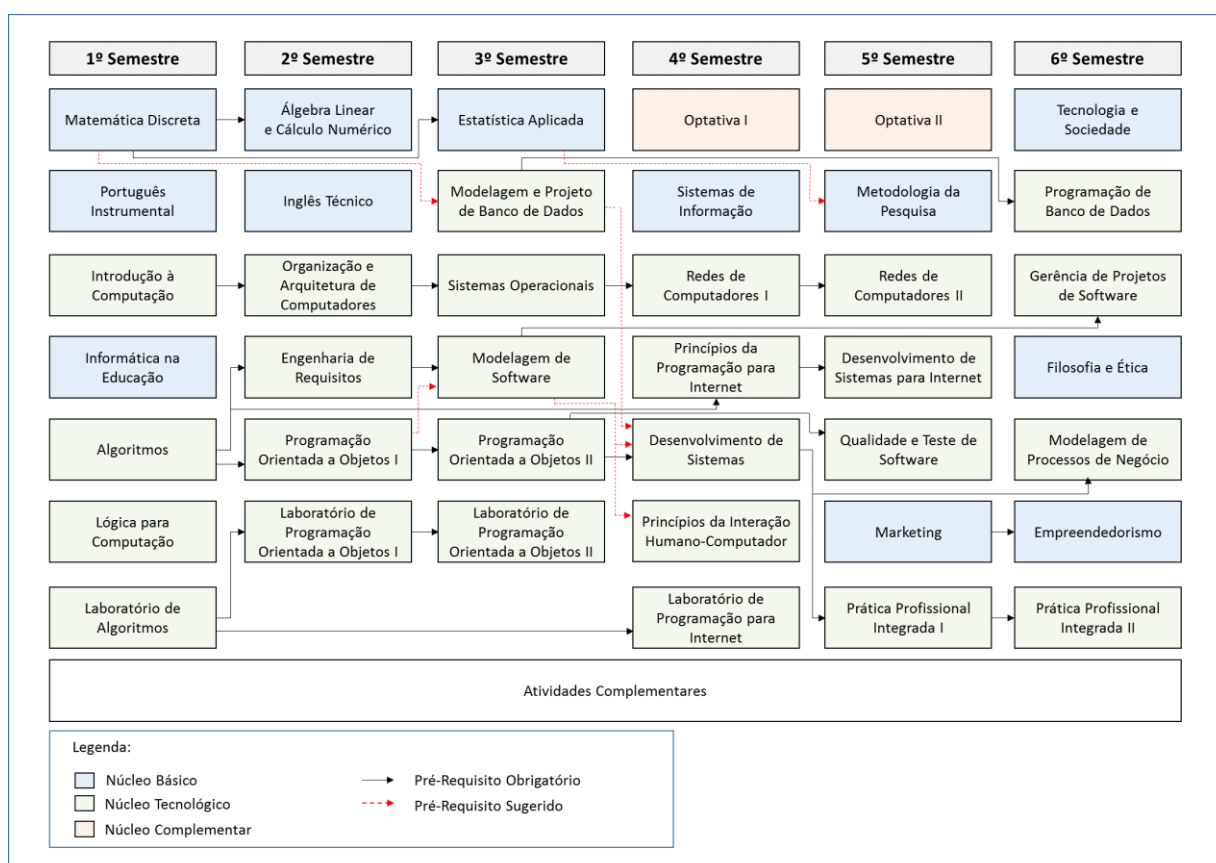 1º Semestre
2º Semestre
3º Semestre
4º Semestre
5º Semestre
6º Semestre
Matemática Discreta
Álgebra Linear
e Cálculo Numérico
Estatística Aplicada
Optativa I
Optativa II
Tecnologia e
Sociedade
Português
Instrumental
Inglês Técnico
Modelagem e Projeto
de Banco de Dados
Sistemas de
Informação
Metodologia da
Pesquisa
Programação de
Banco de Dados
Introdução à
Computação
Organização e
Arquitetura de
Computadores
Sistemas Operacionais
Redes de
Computadores I
Redes de
Computadores II
Gerência de Projetos
de Software
Informática na
Educação
Engenharia de
Requisitos
Modelagem de
Software
Princípios da
Programação para
Internet
Desenvolvimento de
Sistemas para Internet
Filosofia e Ética
Algoritmos
Programação
Orientada a Objetos I
Programação
Orientada a Objetos II
Desenvolvimento de
Sistemas
Qualidade e Teste de
Software
Modelagem de
Processos de Negócio
Lógica para
Computação
Laboratório de
Programação
Orientada a Objetos I
Laboratório de
Programação
Orientada a Objetos II
Princípios da Interação
Humano-Computador
Marketing
Empreendedorismo
Laboratório de
Algoritmos
Laboratório de
Programação para
Internet
Prática Profissional
Integrada I
Prática Profissional
Integrada II
Atividades Complementares
Legenda:
Núcleo Básico
Pré-Requisito Obrigatório
Núcleo Tecnológico
Pré-Requisito Sugerido
Núcleo Complementar